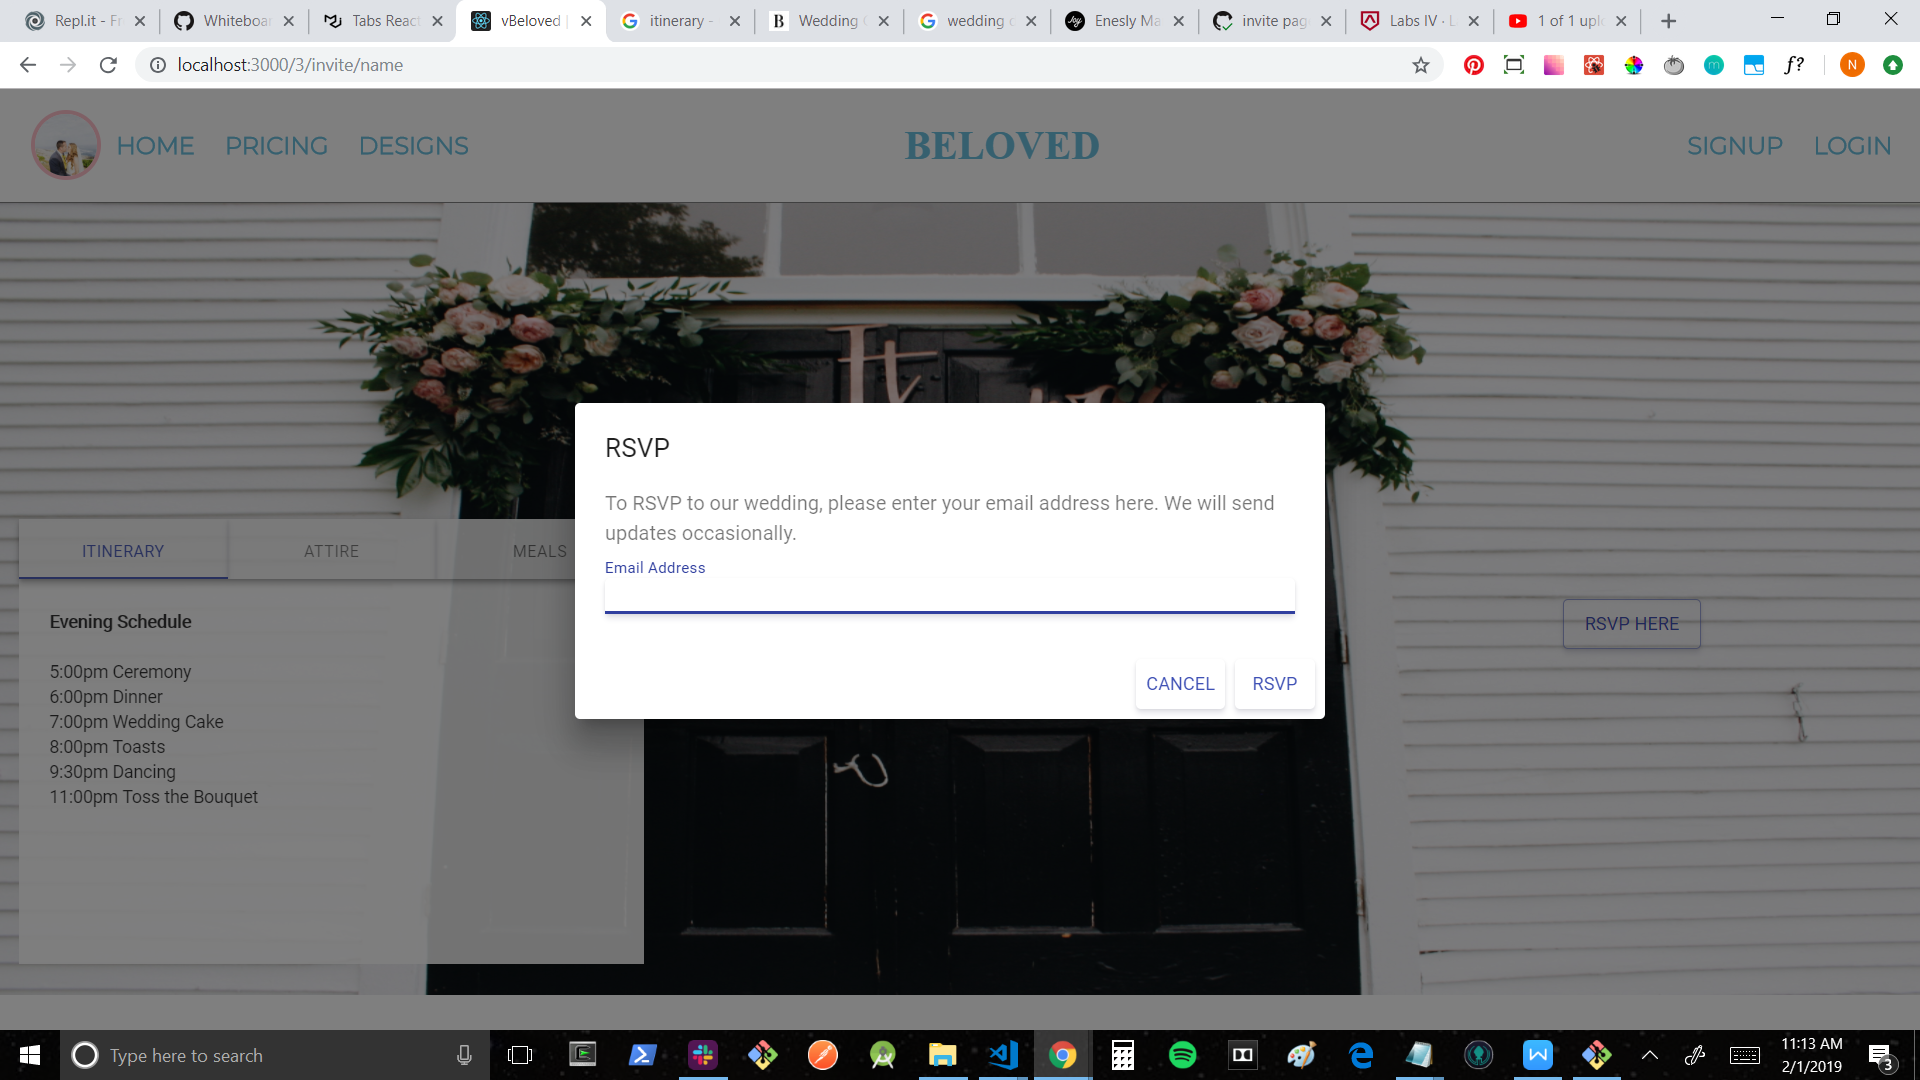 Repl.it - Fr
Whiteboa
Tabs React
vBeloved |
itinerary -
Wedding
wedding
Enesly Ma
invite pag
Labs IV · L
1 of 1 uplo
localhost:3000/3/invite/name
f?
N
HOME
PRICING
DESIGNS
BELOVED
SIGNUP
LOGIN
It
RSVP
To RSVP to our wedding, please enter your email address here. We will send
updates occasionally.
Email Address
CANCEL
RSVP
ITINERARY
ATTIRE
MEALS
Evening Schedule
5:00pm Ceremony
6:00pm Dinner
7:00pm Wedding Cake
8:00pm Toasts
9:30pm Dancing
11:00pm Toss the Bouquet
RSVP HERE
Type here to search
11:13 AM
2/1/2019
3